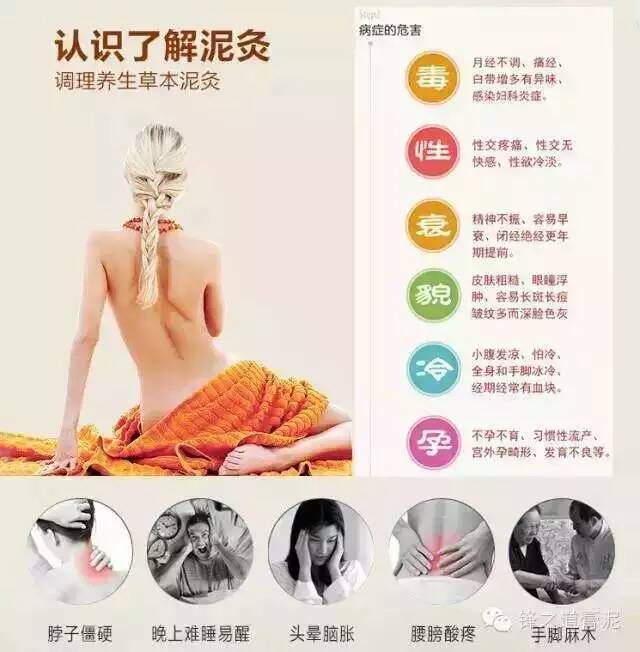 认识了解泥灸
调理养生草本泥灸
Step1
病症的危害
毒
月经不调、痛经、
白带增多有异味、
感染妇科炎症。
性
性交疼痛、性交无
快感、性欲冷淡。
衰
精神不振、容易早
衰、闭经绝经更年
期提前。
貌
皮肤粗糙、眼瞳浮
肿、容易长斑长痘
皱纹多而深脸色灰
冷
小腹发凉、怕冷、
全身和手脚冰冷、
经期经常有血块。
孕
不孕不育、习惯性流产、
宫外孕畸形、发育不良等。
脖子僵硬
晚上难睡易醒
头晕脑胀
腰膀酸疼
手脚麻木
锋之道膏泥